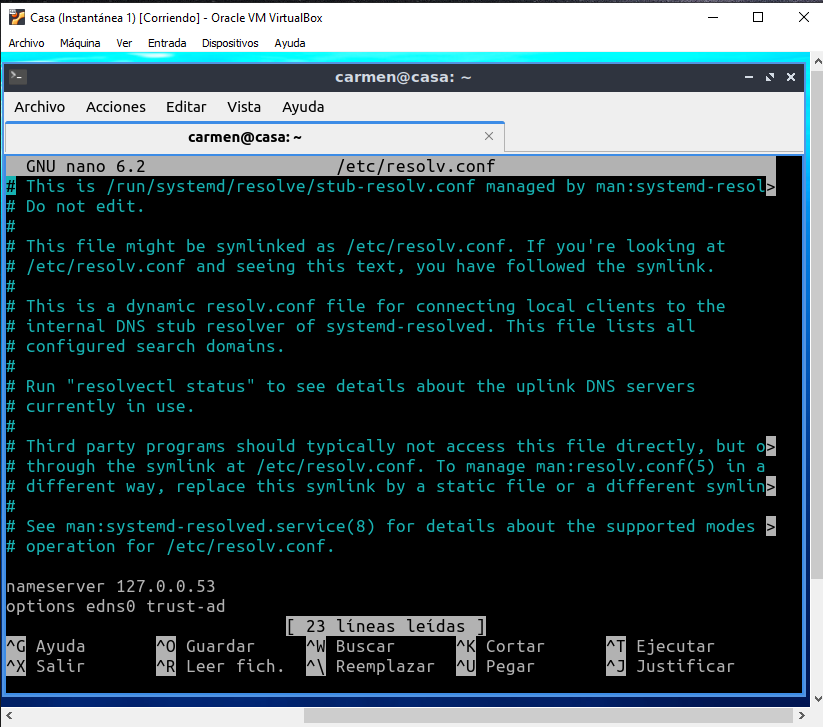 Casa (Instantánea 1) [Corriendo] - Oracle VM VirtualBox
Archivo Máquina Ver Entrada Dispositivos Ayuda
carmen@casa: ~
Archivo Acciones Editar Vista Ayuda
carmen@casa: ~
GNU nano 6.2 /etc/resolv.conf
# This is /run/systemd/resolve/stub-resolv.conf managed by man:systemd-resol>
# Do not edit.
#
# This file might be symlinked as /etc/resolv.conf. If you're looking at
# /etc/resolv.conf and seeing this text, you have followed the symlink.
#
# This is a dynamic resolv.conf file for connecting local clients to the
# internal DNS stub resolver of systemd-resolved. This file lists all
# configured search domains.
#
# Run "resolvectl status" to see details about the uplink DNS servers
# currently in use.
#
# Third party programs should typically not access this file directly, but o>
# through the symlink at /etc/resolv.conf. To manage man:resolv.conf(5) in a
# different way, replace this symlink by a static file or a different symlin>
#
# See man:systemd-resolved.service(8) for details about the supported modes >
# operation for /etc/resolv.conf.
nameserver 127.0.0.53
options edns0 trust-ad
[ 23 líneas leídas ]
^G Ayuda ^O Guardar ^W Buscar ^K Cortar ^T Ejecutar
^X Salir ^R Leer fich. ^\ Reemplazar ^U Pegar ^J Justificar